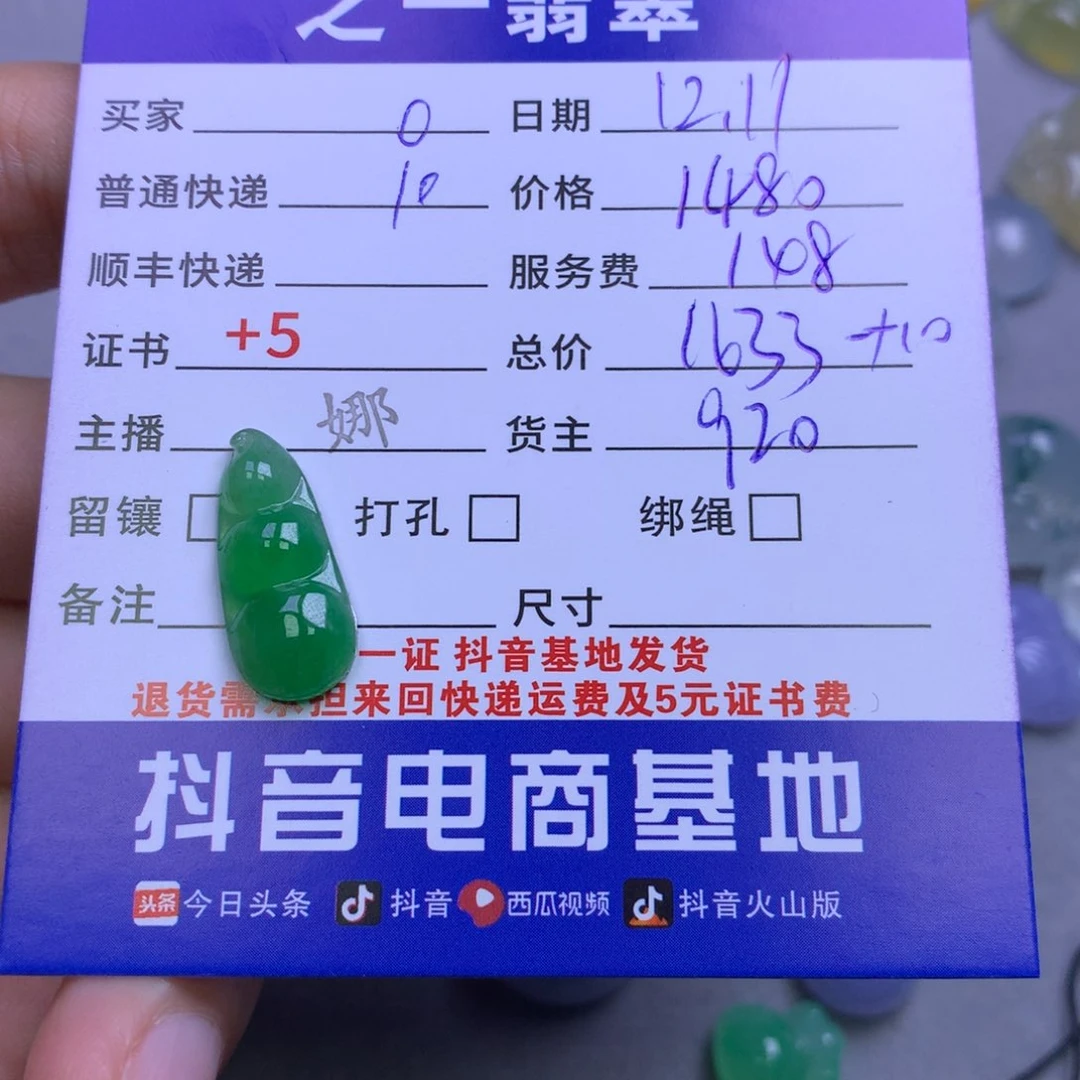 之一翡翠
买家 0 日期 12.17
普通快递 10 价格 1480
顺丰快递 服务费 148
证书 +5 总价 1633 +10
主播 娜 货主 920
留镶 打孔 绑绳
备注 尺寸
一证 抖音基地发货
退货需承担来回快递运费及5元证书费
抖音电商基地
头条 今日头条 抖音 西瓜视频 抖音火山版